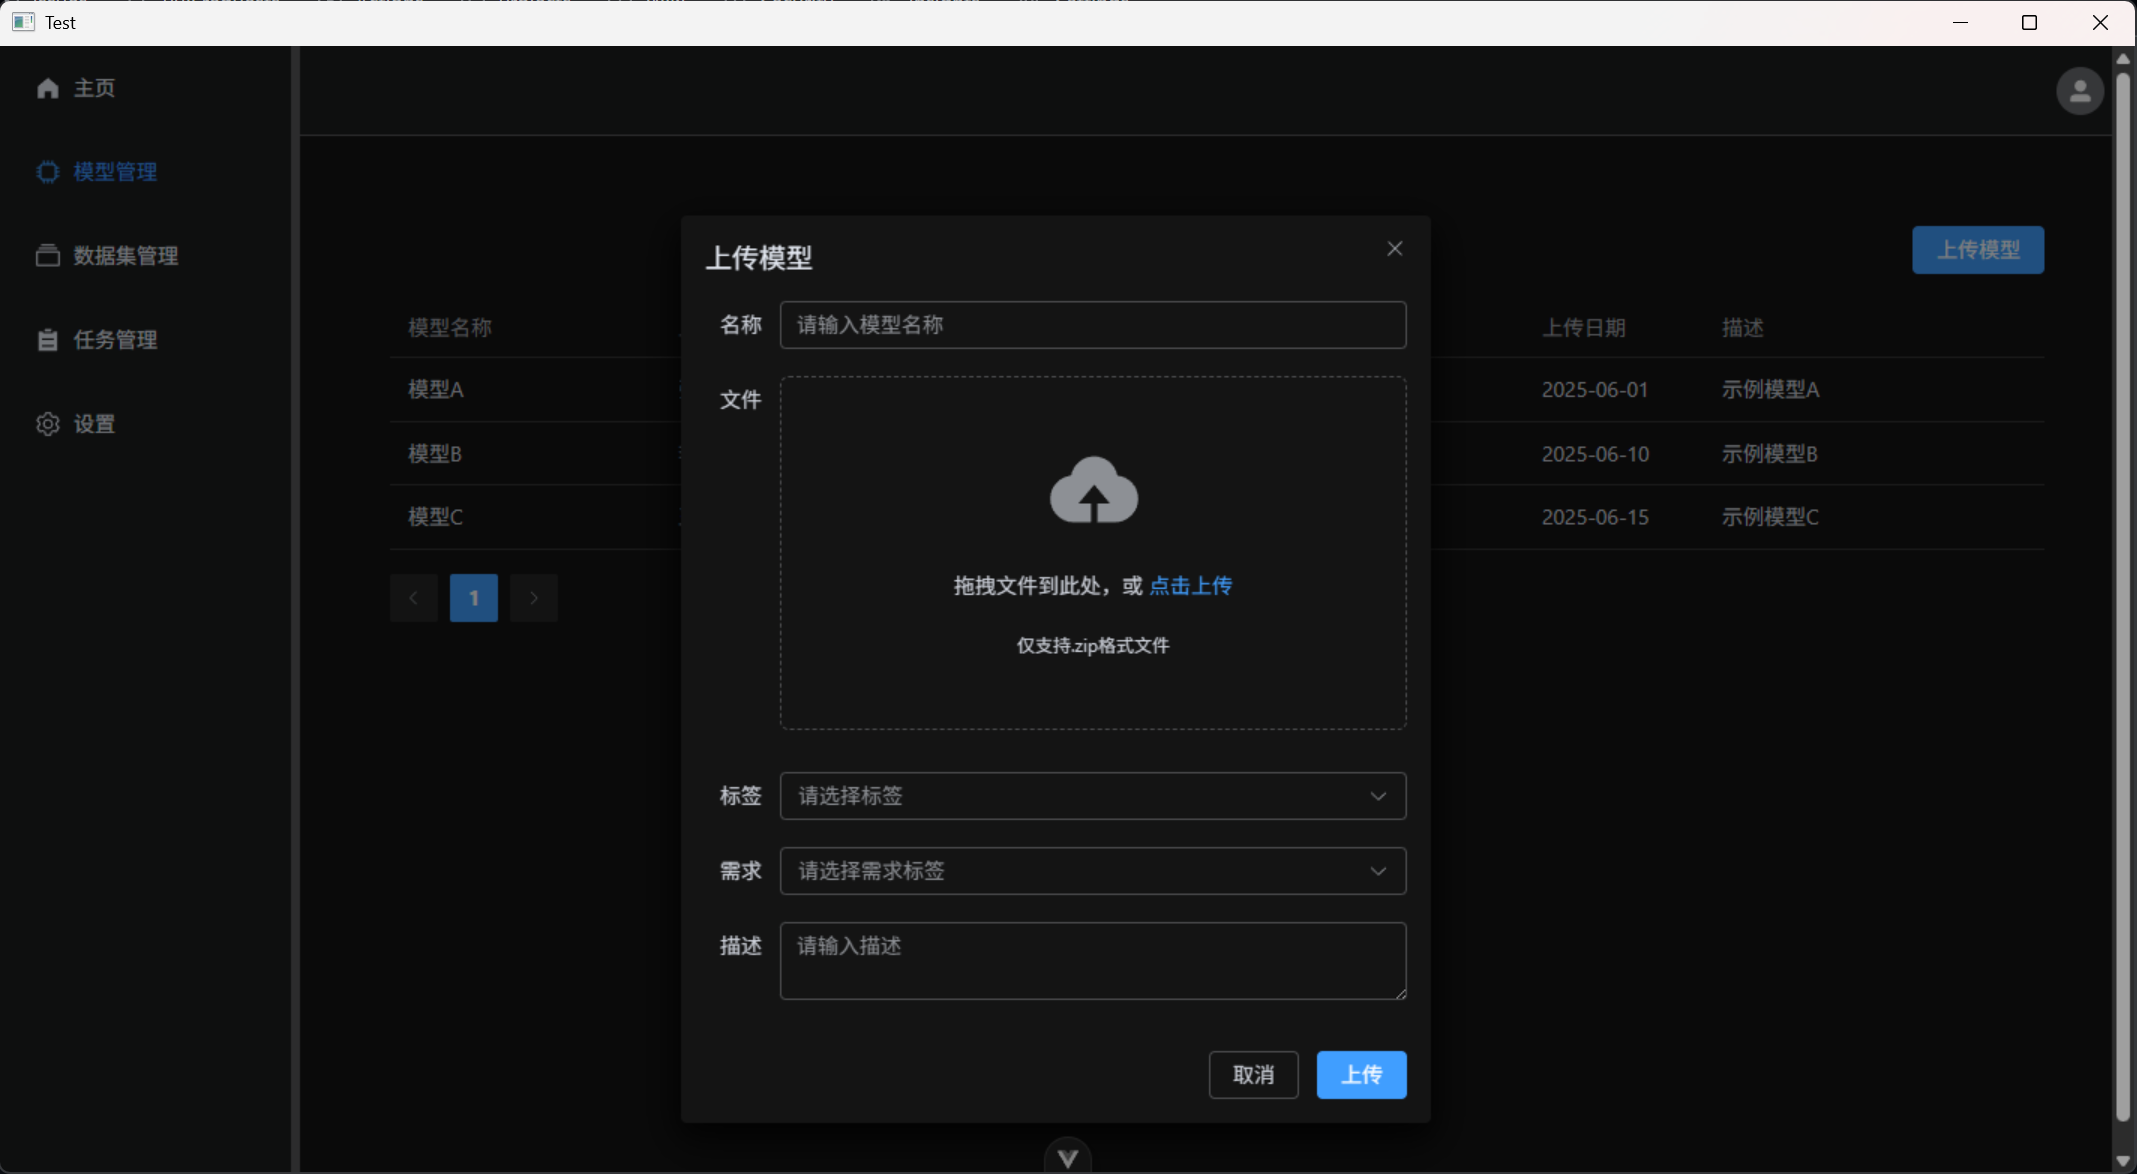 Test
主页
模型管理
数据集管理
任务管理
设置
上传模型
模型名称
上传日期
描述
模型A
2025-06-01
示例模型A
模型B
2025-06-10
示例模型B
模型C
2025-06-15
示例模型C
1
上传模型
名称
请输入模型名称
文件
拖拽文件到此处，或 点击上传
仅支持.zip格式文件
标签
请选择标签
需求
请选择需求标签
描述
请输入描述
取消
上传